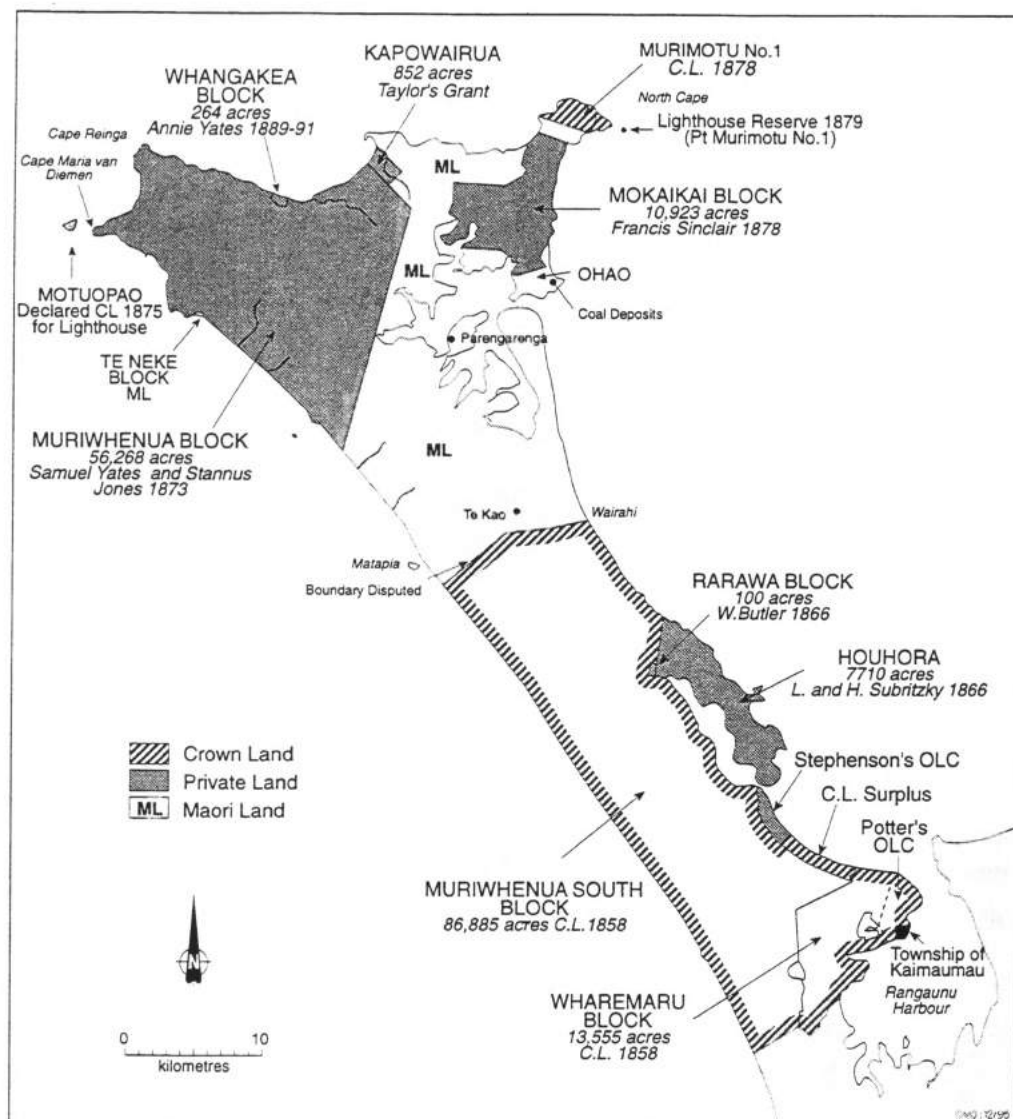 KAPOWAIRUA
852 acres
Taylor's Grant
MURIMOTU No.1
C.L. 1878
WHANGAKEA
BLOCK
264 acres
Annie Yates 1889-91
North Cape
Lighthouse Reserve 1879
(Pt Murimotu No.1)
Cape Reinga
Cape Maria van
Diemen
ML
MOKAIKAI BLOCK
10,923 acres
Francis Sinclair 1878
ML
OHAO
Coal Deposits
MOTUOPAO
Declared CL 1875
for Lighthouse
Parengarenga
TE NEKE
BLOCK
ML
MURIWHENUA BLOCK
56,268 acres
Samuel Yates and Stannus
Jones 1873
ML
Te Kao
Wairahi
Matapia
Boundary Disputed
RARAWA BLOCK
100 acres
W.Butler 1866
HOUHORA
7710 acres
L. and H. Subritzky 1866
Crown Land
Private Land
ML Maori Land
Stephenson's OLC
C.L. Surplus
Potter's
OLC
MURIWHENUA SOUTH
BLOCK
86,885 acres C.L.1858
N
Township of
Kaimaumau
Rangaunu
Harbour
WHAREMARU
BLOCK
13,555 acres
C.L. 1858
0 10
kilometres